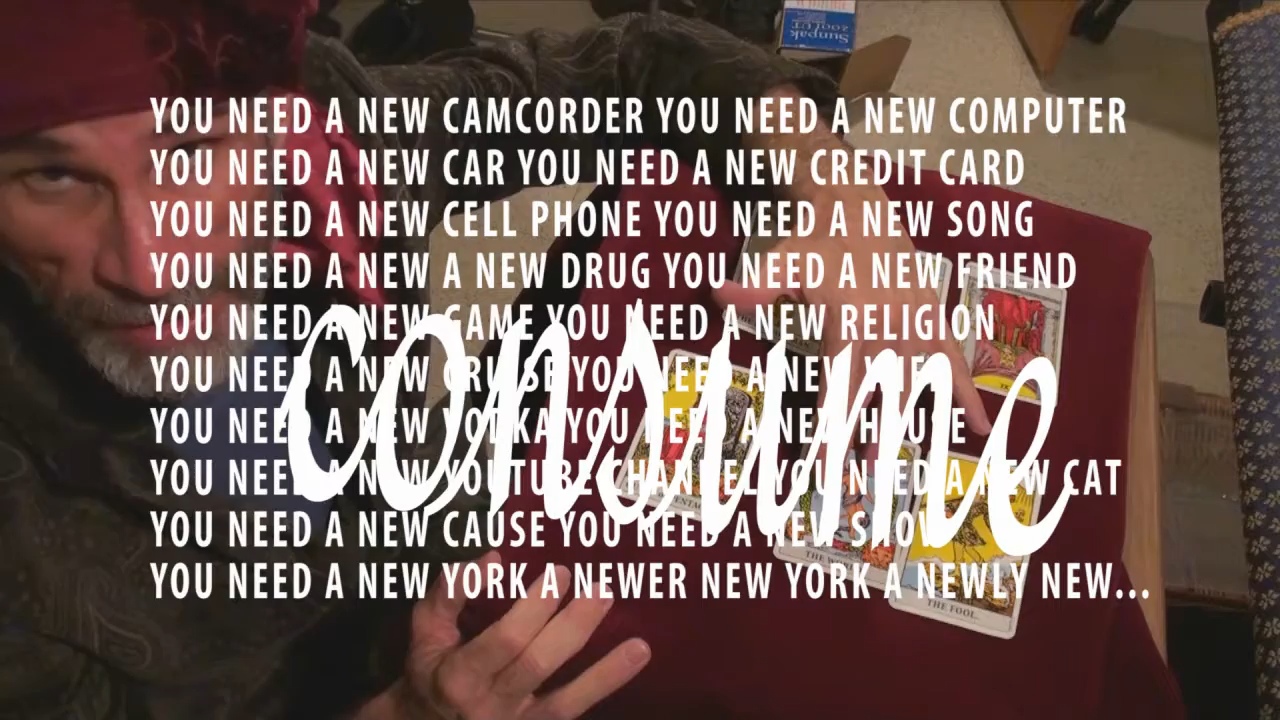 Sunpak
YOU NEED A NEW CAMCORDER YOU NEED A NEW COMPUTER
YOU NEED A NEW CAR YOU NEED A NEW CREDIT CARD
YOU NEED A NEW CELL PHONE YOU NEED A NEW SONG
YOU NEED A NEW A NEW DRUG YOU NEED A NEW FRIEND
YOU NEED A NEW GAME YOU NEED A NEW RELIGION
YOU NEED A NEW CRUISE YOU NEED A NEW
YOU NEED A NEW VODKA YOU NEED A NEW HOUSE
YOU NEED A NEW YOUTUBE CHANNEL YOU NEED A NEW CAT
YOU NEED A NEW CAUSE YOU NEED A NEW SHOW
YOU NEED A NEW YORK A NEWER NEW YORK A NEWLY NEW...
consume
THE
THE FOOL.